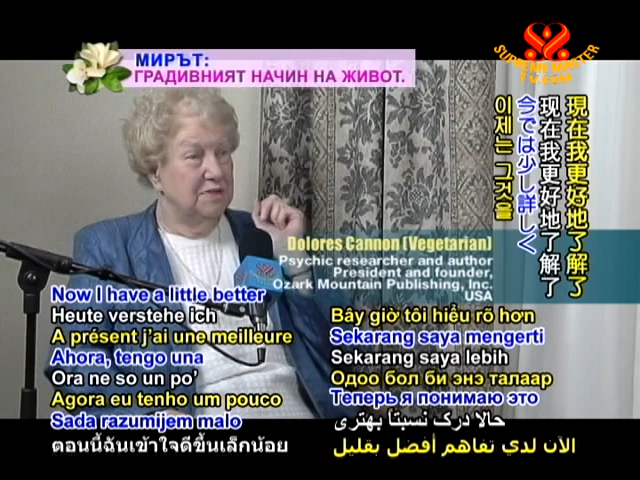 МИРЪТ:
ГРАДИВНИЯТ НАЧИН НА ЖИВОТ.
SUPREME MASTER
TV.COM
現在我更好地了解了
现在我更好地了解了
今では少し詳しく
이제는 그것을
Dolores Cannon (Vegetarian)
Psychic researcher and author
President and founder,
Ozark Mountain Publishing, Inc.
USA
Now I have a little better
Heute verstehe ich
A présent j'ai une meilleure
Ahora, tengo una
Ora ne so un po'
Agora eu tenho um pouco
Sada razumijem malo
ตอนนี้ฉันเข้าใจดีขึ้นเล็กน้อย
Bây giờ tôi hiểu rõ hơn
Sekarang saya mengerti
Sekarang saya lebih
Одоо бол би энэ талаар
Теперь я понимаю это
حالا درک نسبتاً بهتری
الآن لدي تفاهم أفضل بقليل